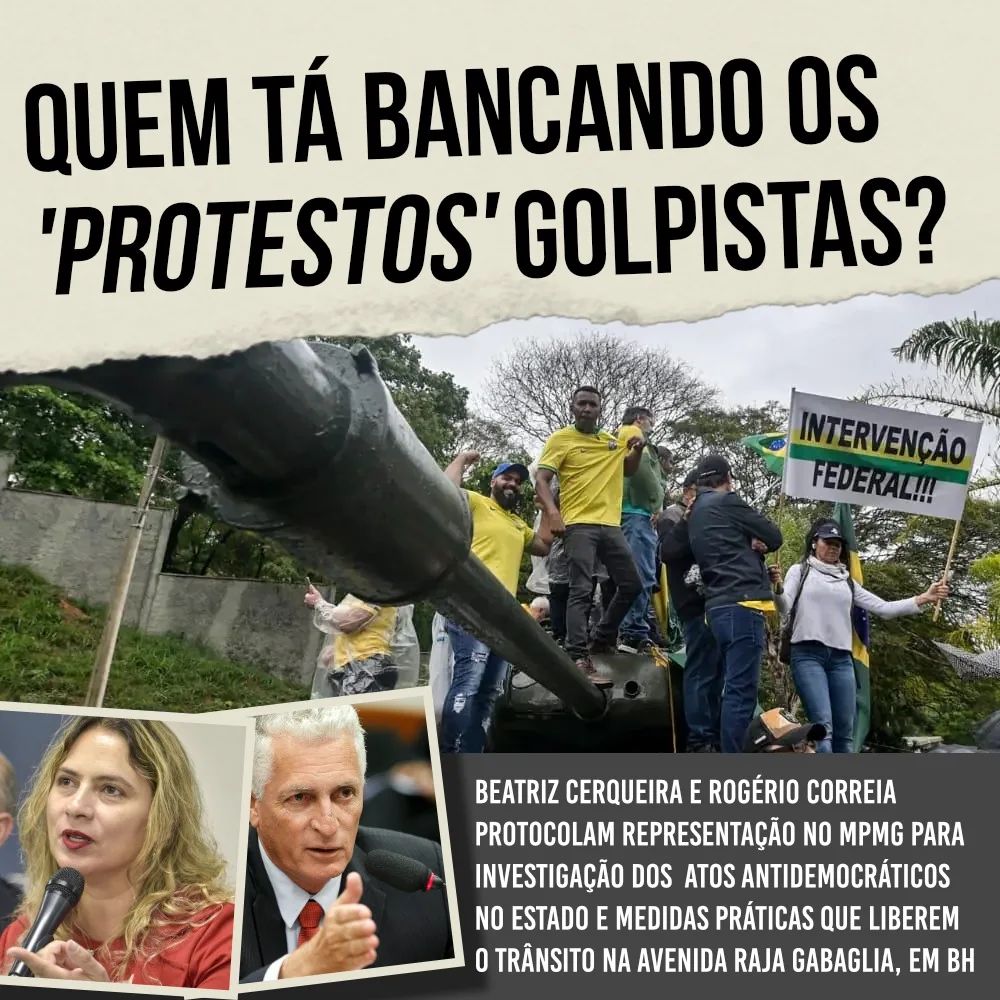 QUEM TÁ BANCANDO OS
'PROTESTOS' GOLPISTAS?
INTERVENÇÃO
FEDERAL!!!
BEATRIZ CERQUEIRA E ROGÉRIO CORREIA
PROTOCOLAM REPRESENTAÇÃO NO MPMG PARA
INVESTIGAÇÃO DOS ATOS ANTIDEMOCRÁTICOS
NO ESTADO E MEDIDAS PRÁTICAS QUE LIBEREM
O TRÂNSITO NA AVENIDA RAJA GABAGLIA, EM BH